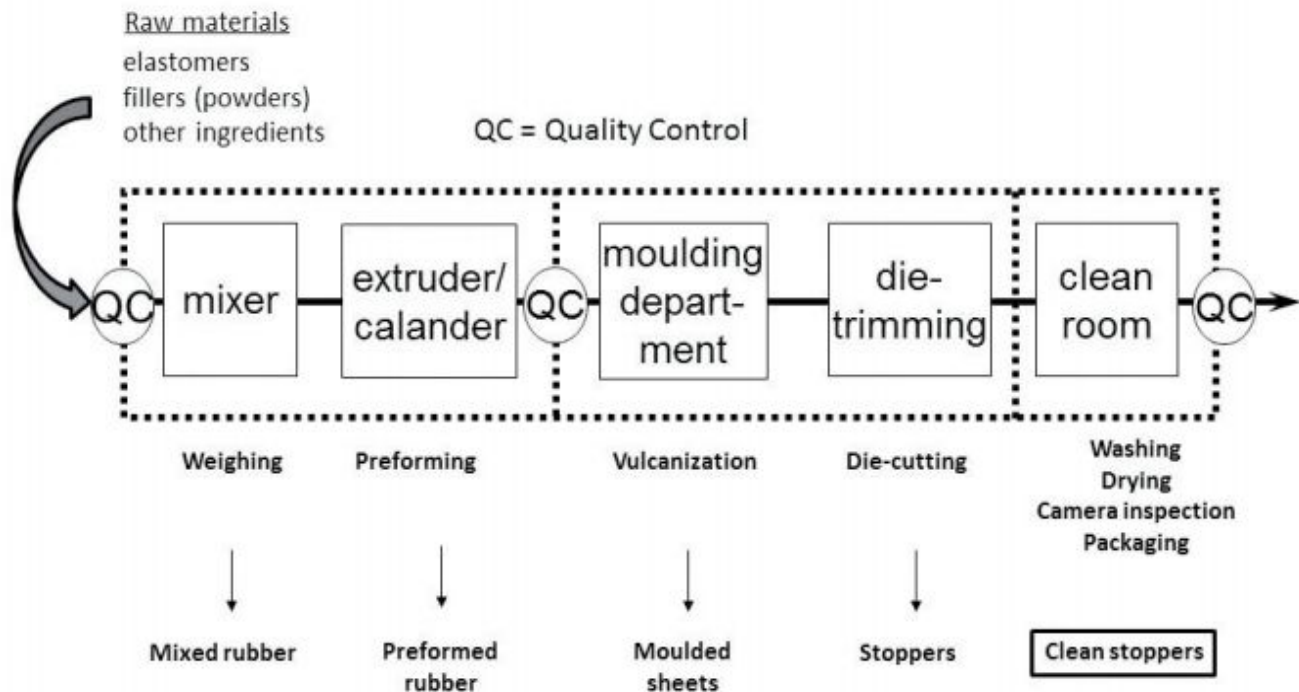 Raw materials
elastomers
fillers (powders)
other ingredients
QC = Quality Control
QC
mixer
extruder/
calander
QC
moulding
depart-
ment
die-
trimming
clean
room
QC
Weighing
Preforming
Vulcanization
Die-cutting
Washing
Drying
Camera inspection
Packaging
Mixed rubber
Preformed
rubber
Moulded
sheets
Stoppers
Clean stoppers